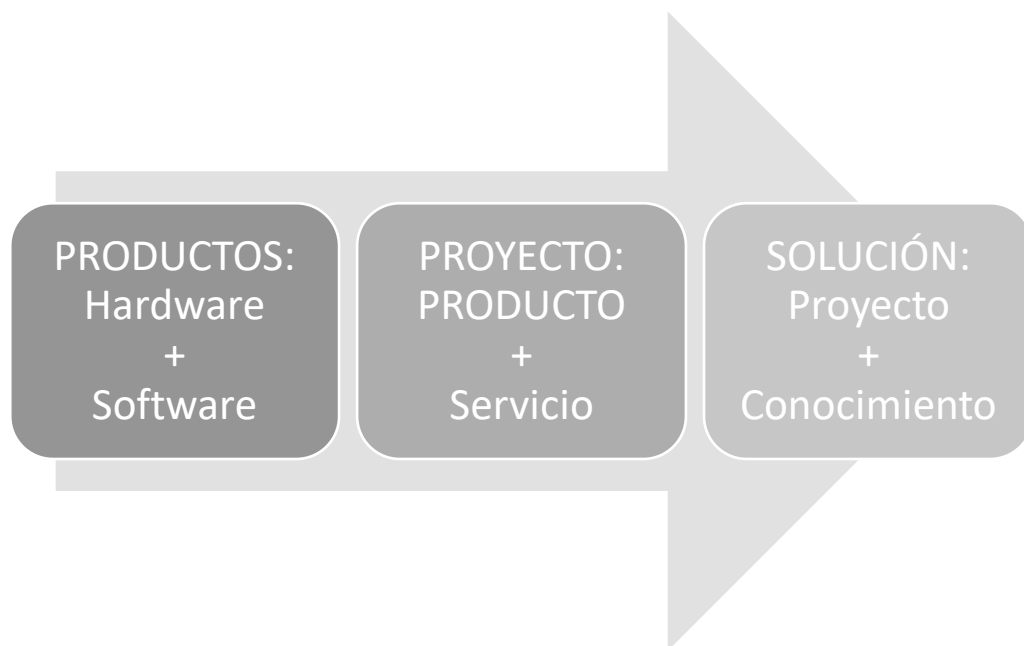 PRODUCTOS:
Hardware
+
Software
PROYECTO:
PRODUCTO
+
Servicio
SOLUCIÓN:
Proyecto
+
Conocimiento